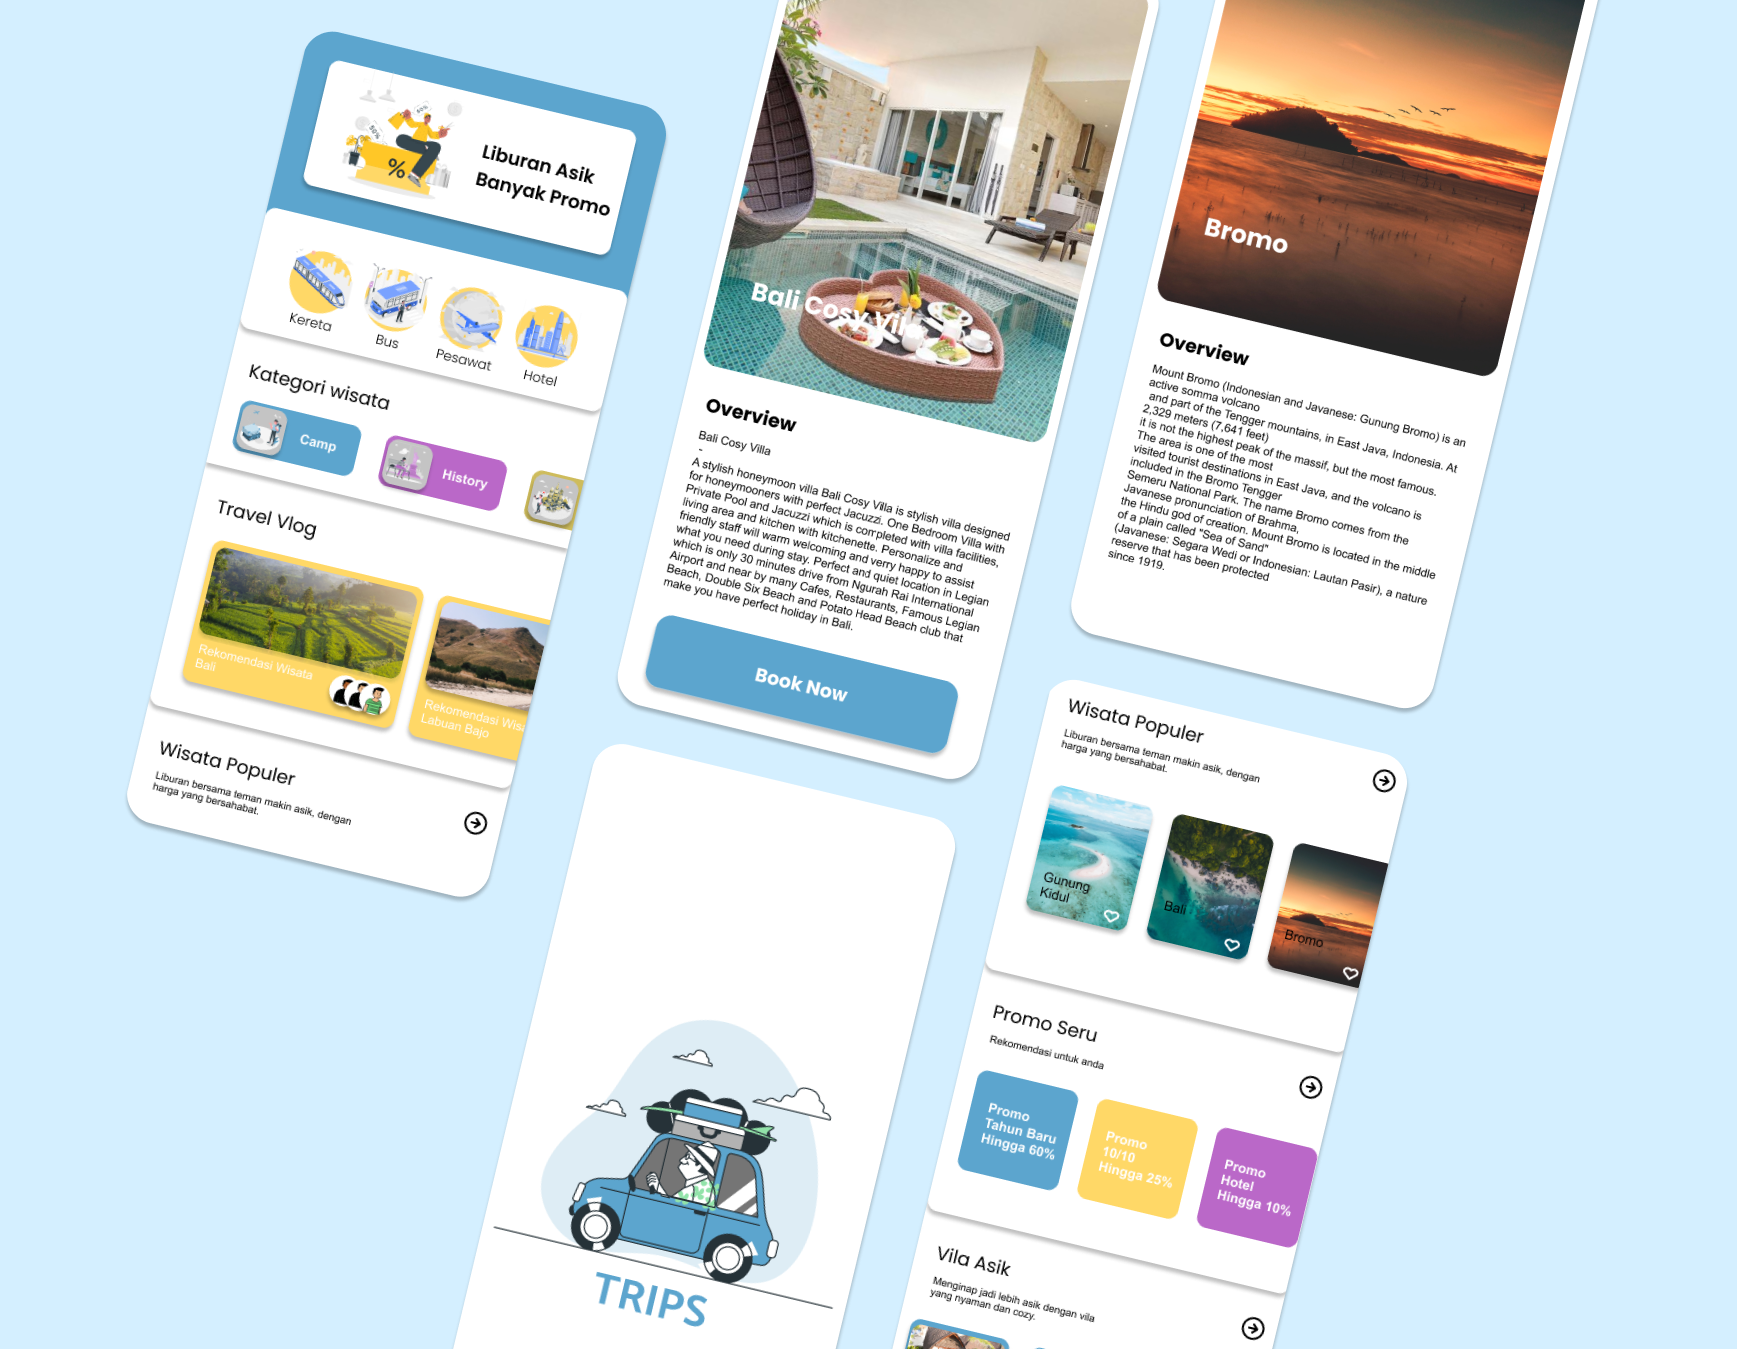 50%
50%
%
Liburan Asik
Banyak Promo
Kereta
Bus
Pesawat
Hotel
Kategori wisata
Camp
History
Travel Vlog
Rekomendasi Wisata
Bali
Rekomendasi
Labuan Bajo
Wisata Populer
Liburan bersama teman makin asik, dengan
harga yang bersahabat.
Bali Cosy
Overview
Bali Cosy Villa
-
A stylish honeymoon villa Bali Cosy Villa is stylish villa designed
for honeymooners with perfect Jacuzzi. One Bedroom Villa with
Private Pool and Jacuzzi which is completed with villa facilities,
living area and kitchen with kitchenette. Personalize and
friendly staff will warm welcoming and verry happy to assist
what you need during stay. Perfect and quiet location in Legian
which is only 30 minutes drive from Ngurah Rai International
Airport and near by many Cafes, Restaurants, Famous Legian
Beach, Double Six Beach and Potato Head Beach club that
make you have perfect holiday in Bali.
Book Now
Bromo
Overview
Mount Bromo (Indonesian and Javanese: Gunung Bromo) is an
active somma volcano
and part of the Tengger mountains, in East Java, Indonesia. At
2,329 meters (7,641 feet)
it is not the highest peak of the massif, but the most famous.
The area is one of the most
visited tourist destinations in East Java, and the volcano is
included in the Bromo Tengger
Semeru National Park. The name Bromo comes from the
Javanese pronunciation of Brahma,
the Hindu god of creation. Mount Bromo is located in the middle
of a plain called "Sea of Sand"
(Javanese: Segara Wedi or Indonesian: Lautan Pasir), a nature
reserve that has been protected
since 1919.
TRIPS
Wisata Populer
Liburan bersama teman makin asik, dengan
harga yang bersahabat.
Gunung
Kidul
Bali
Bromo
Promo Seru
Rekomendasi untuk anda
Promo
Tahun Baru
Hingga 60%
Promo
10/10
Hingga 25%
Promo
Hotel
Hingga 10%
Vila Asik
Menginap jadi lebih asik dengan vila
yang nyaman dan cozy.